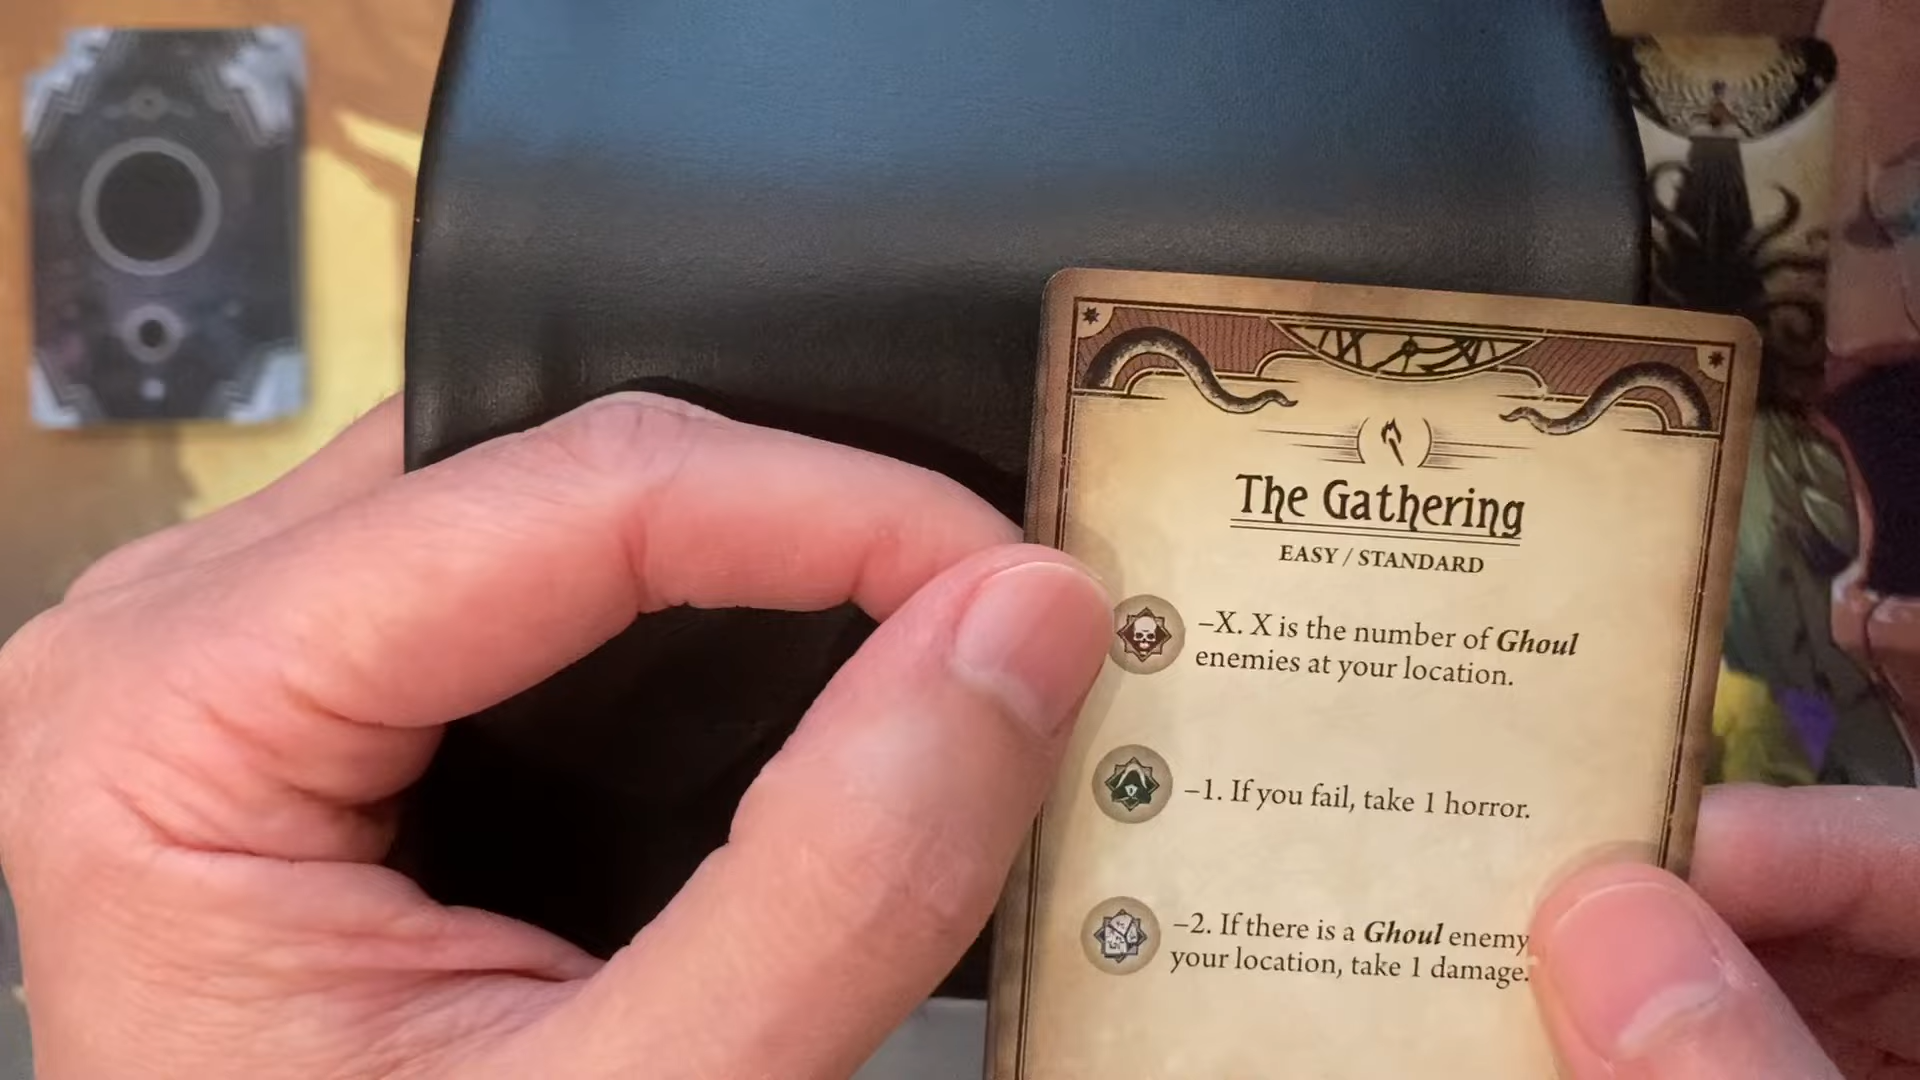 The Gathering
EASY / STANDARD
–X. X is the number of Ghoul
enemies at your location.
–1. If you fail, take 1 horror.
–2. If there is a Ghoul enemy
your location, take 1 damage.